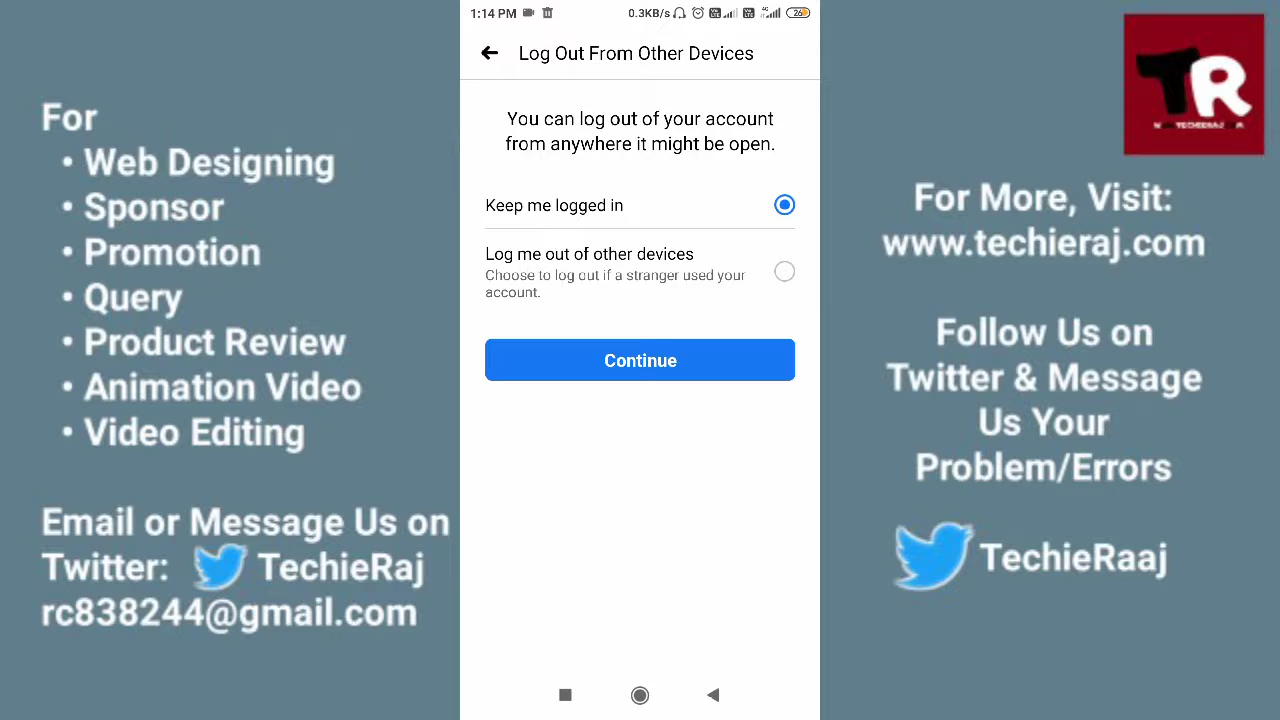 For
• Web Designing
• Sponsor
• Promotion
• Query
• Product Review
• Animation Video
• Video Editing
Email or Message Us on
Twitter: TechieRaj
rc838244@gmail.com
1:14 PM 0.3KB/s 4G 26
Log Out From Other Devices
You can log out of your account
from anywhere it might be open.
Keep me logged in
Log me out of other devices
Choose to log out if a stranger used your
account.
Continue
TR
For More, Visit:
www.techieraj.com
Follow Us on
Twitter & Message
Us Your
Problem/Errors
TechieRaaj